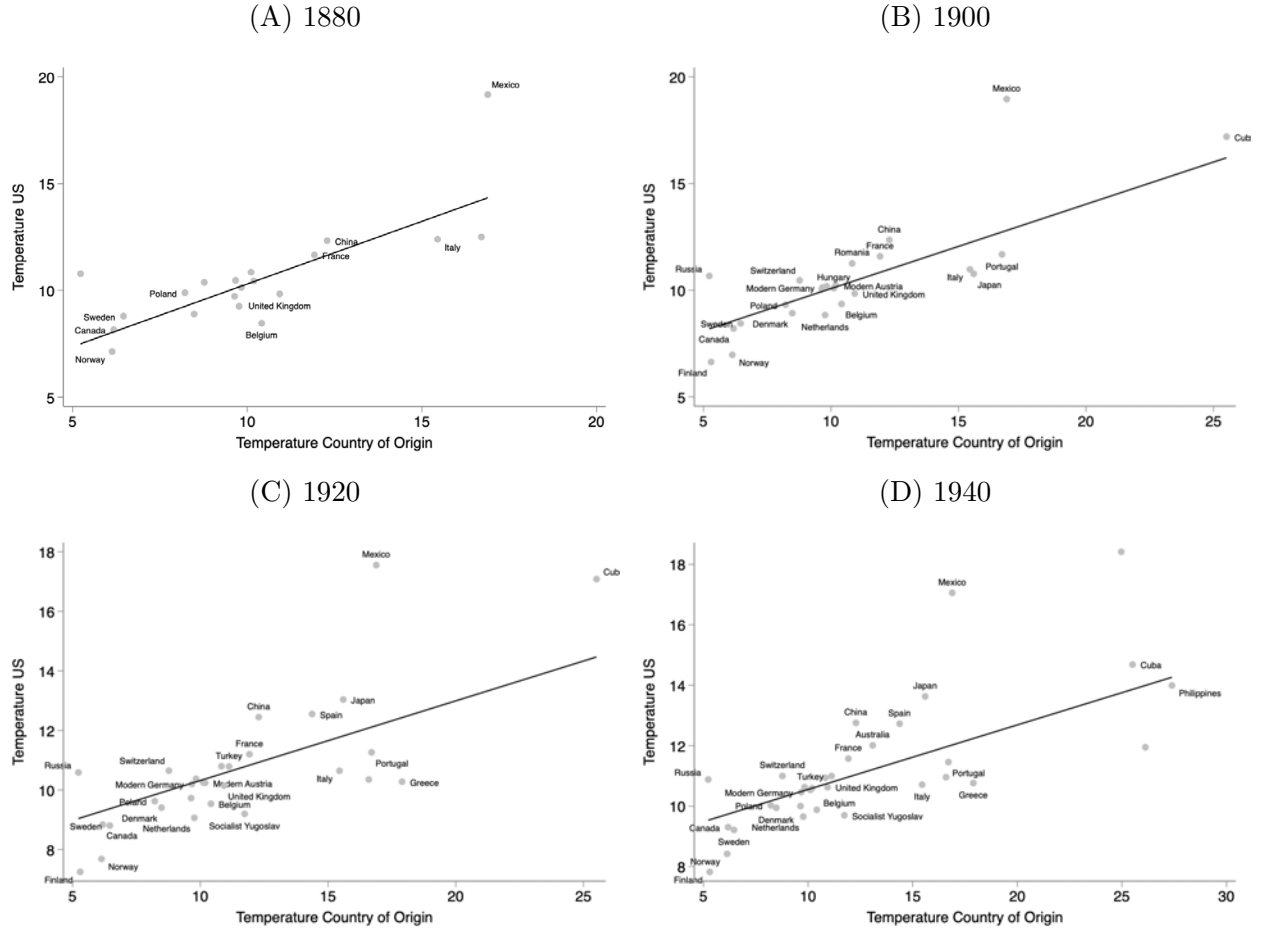 (A) 1880
20
15
10
5
Temperature US
Mexico
China
France
Italy
Poland
United Kingdom
Sweden
Canada
Belgium
Norway
5
10
15
20
Temperature Country of Origin
(B) 1900
20
15
10
5
Temperature US
Mexico
Cub
China
France
Romania
Russia
Switzerland
Portugal
Italy
Japan
Hungary
Modern Germany
Modern Austria
United Kingdom
Poland
Belgium
Sweden
Denmark
Netherlands
Canada
Norway
Finland
5
10
15
20
25
Temperature Country of Origin
(C) 1920
18
16
14
12
10
8
Temperature US
Mexico
Cub
Japan
Spain
China
France
Turkey
Switzerland
Russia
Portugal
Italy
Greece
Modern Germany
Modern Austria
United Kingdom
Poland
Belgium
Denmark
Netherlands
Socialist Yugoslav
Sweden
Canada
Norway
Finland
5
10
15
20
25
Temperature Country of Origin
(D) 1940
18
16
14
12
10
8
Temperature US
Mexico
Cuba
Philippines
Japan
China
Spain
Australia
France
Switzerland
Russia
Turkey
Portugal
Italy
Greece
Modern Germany
United Kingdom
Poland
Belgium
Denmark
Socialist Yugoslav
Netherlands
Canada
Sweden
Norway
Finland
5
10
15
20
25
30
Temperature Country of Origin